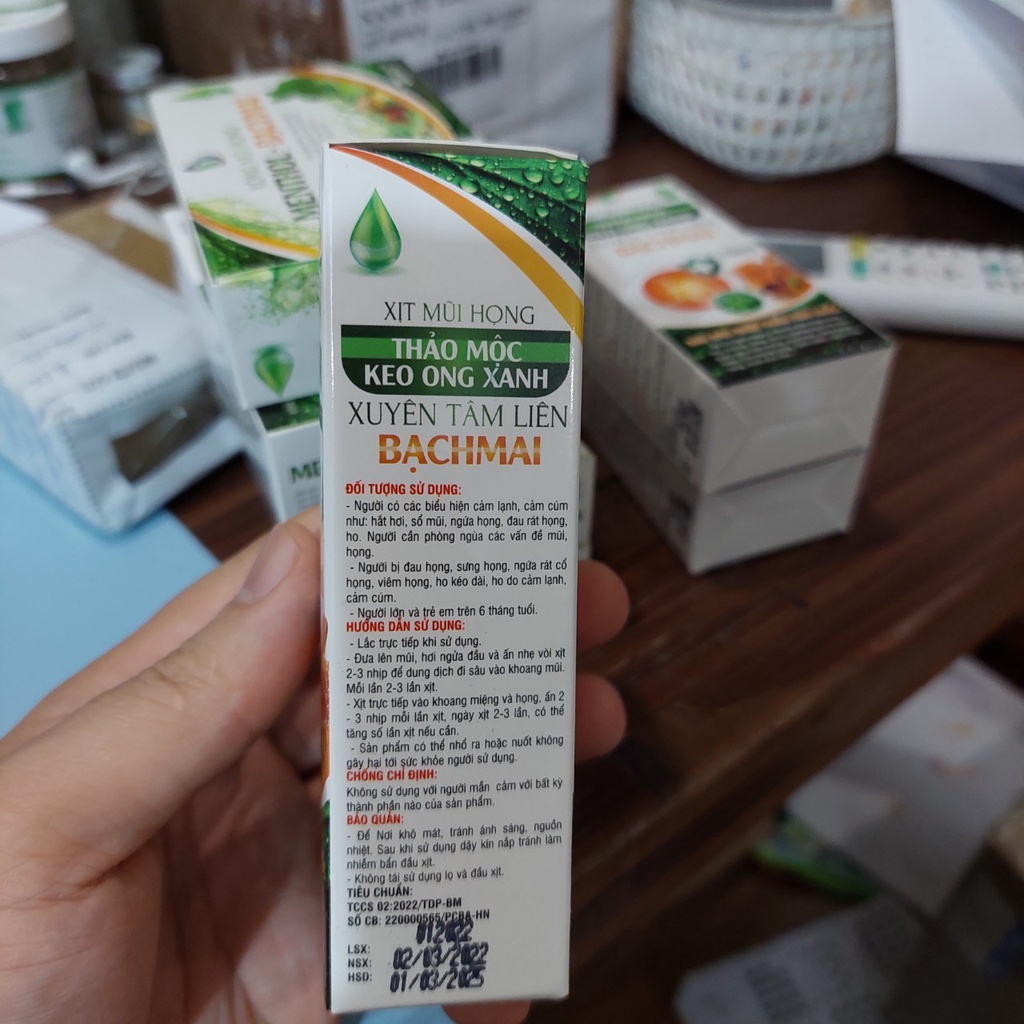 XỊT MŨI HỌNG
THẢO MỘC
KEO ONG XANH
XUYÊN TÂM LIÊN
BẠCHMAI
ĐỐI TƯỢNG SỬ DỤNG:
- Người có các biểu hiện cảm lạnh, cảm cúm
như: hắt hơi, sổ mũi, ngứa họng, đau rát họng,
ho. Người cần phòng ngùa các vấn đề mũi,
họng.
- Người bị đau họng, sưng họng, ngứa rát cổ
họng, viêm họng, ho kéo dài, ho do cảm lạnh,
cảm cúm.
- Người lớn và trẻ em trên 6 tháng tuổi.
HƯỚNG DẪN SỬ DỤNG:
- Lắc trực tiếp khi sử dụng.
- Đưa lên mũi, hơi ngửa đầu và ấn nhẹ vòi xịt
2-3 nhịp để dung dịch đi sâu vào khoang mũi.
Mỗi lần 2-3 lần xịt.
- Xịt trực tiếp vào khoang miệng và họng, ấn 2
- 3 nhịp mỗi lần xịt, ngày xịt 2-3 lần, có thể
tăng số lần xịt nếu cần.
- Sản phẩm có thể nhổ ra hoặc nuốt không
gây hại tới sức khỏe người sử dụng.
CHỐNG CHỈ ĐỊNH:
Không sử dụng với người mẫn cảm với bất kỳ
thành phần nào của sản phẩm.
BẢO QUẢN:
- Để Nơi khô mát, tránh ánh sáng, nguồn
nhiệt. Sau khi sử dụng dậy kín nắp tránh làm
nhiễm bẩn đầu xịt.
- Không tái sử dụng lọ và đầu xịt.
TIÊU CHUẨN:
TCCS 02:2022/TDP-BM
SỐ CB: 220000565/PCBA-HN
LSX: 012022
NSX: 02/03/2022
HSD: 01/03/2025
MENTHOL